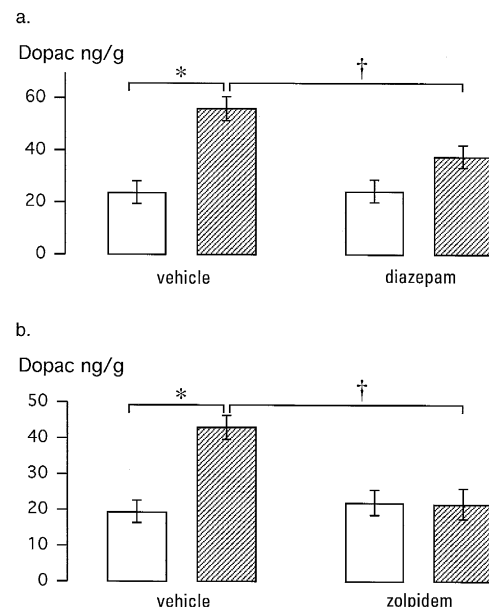 a.
Dopac ng/g
* †
60
40
20
0
vehicle diazepam
b.
Dopac ng/g
* †
50
40
30
20
10
0
vehicle zolpidem